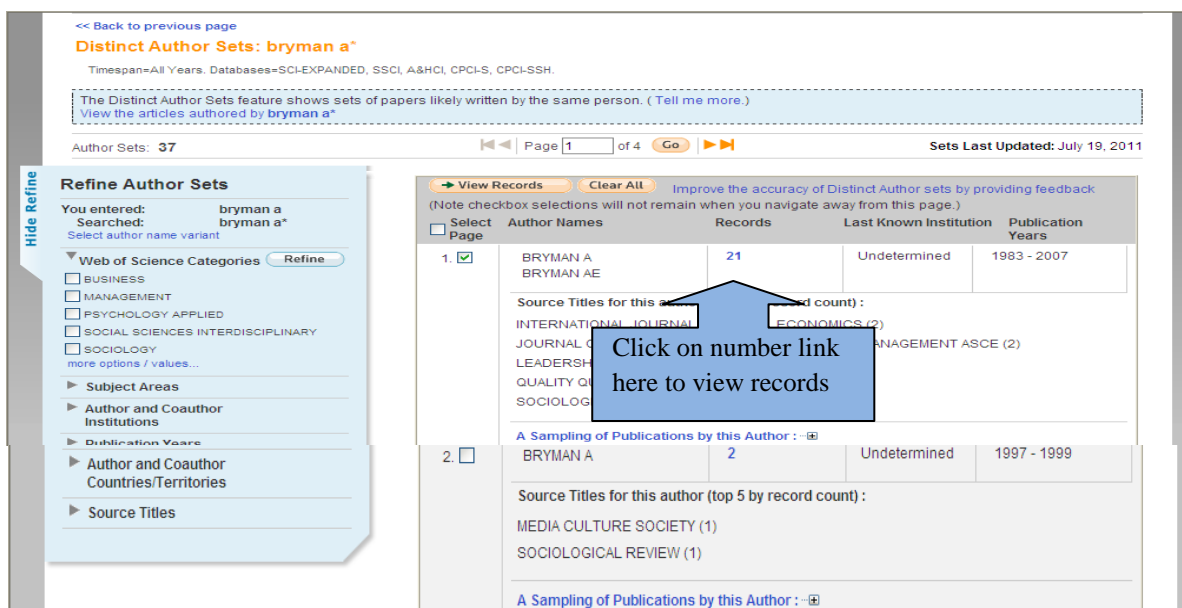 << Back to previous page
Distinct Author Sets: bryman a*
Timespan=All Years. Databases=SCI-EXPANDED, SSCI, A&HCI, CPCI-S, CPCI-SSH.
The Distinct Author Sets feature shows sets of papers likely written by the same person. ( Tell me more.)
View the articles authored by bryman a*
Author Sets: 37
Page 1 of 4 Go
Sets Last Updated: July 19, 2011
Hide Refine
Refine Author Sets
You entered: bryman a
Searched: bryman a*
Select author name variant
Web of Science Categories Refine
BUSINESS
MANAGEMENT
PSYCHOLOGY APPLIED
SOCIAL SCIENCES INTERDISCIPLINARY
SOCIOLOGY
more options / values...
Subject Areas
Author and Coauthor
Institutions
Publication Years
Author and Coauthor
Countries/Territories
Source Titles
View Records Clear All Improve the accuracy of Distinct Author sets by providing feedback
(Note checkbox selections will not remain when you navigate away from this page.)
Select Page Author Names Records Last Known Institution Publication Years
1. BRYMAN A 21 Undetermined 1983 - 2007
BRYMAN AE
Source Titles for this count) :
INTERNATIONAL JOURNAL ECONOMICS (2)
JOURNAL MANAGEMENT ASCE (2)
QUALITY
Click on number link
here to view records
A Sampling of Publications by this Author :
2. BRYMAN A 2 Undetermined 1997 - 1999
Source Titles for this author (top 5 by record count) :
MEDIA CULTURE SOCIETY (1)
SOCIOLOGICAL REVIEW (1)
A Sampling of Publications by this Author :